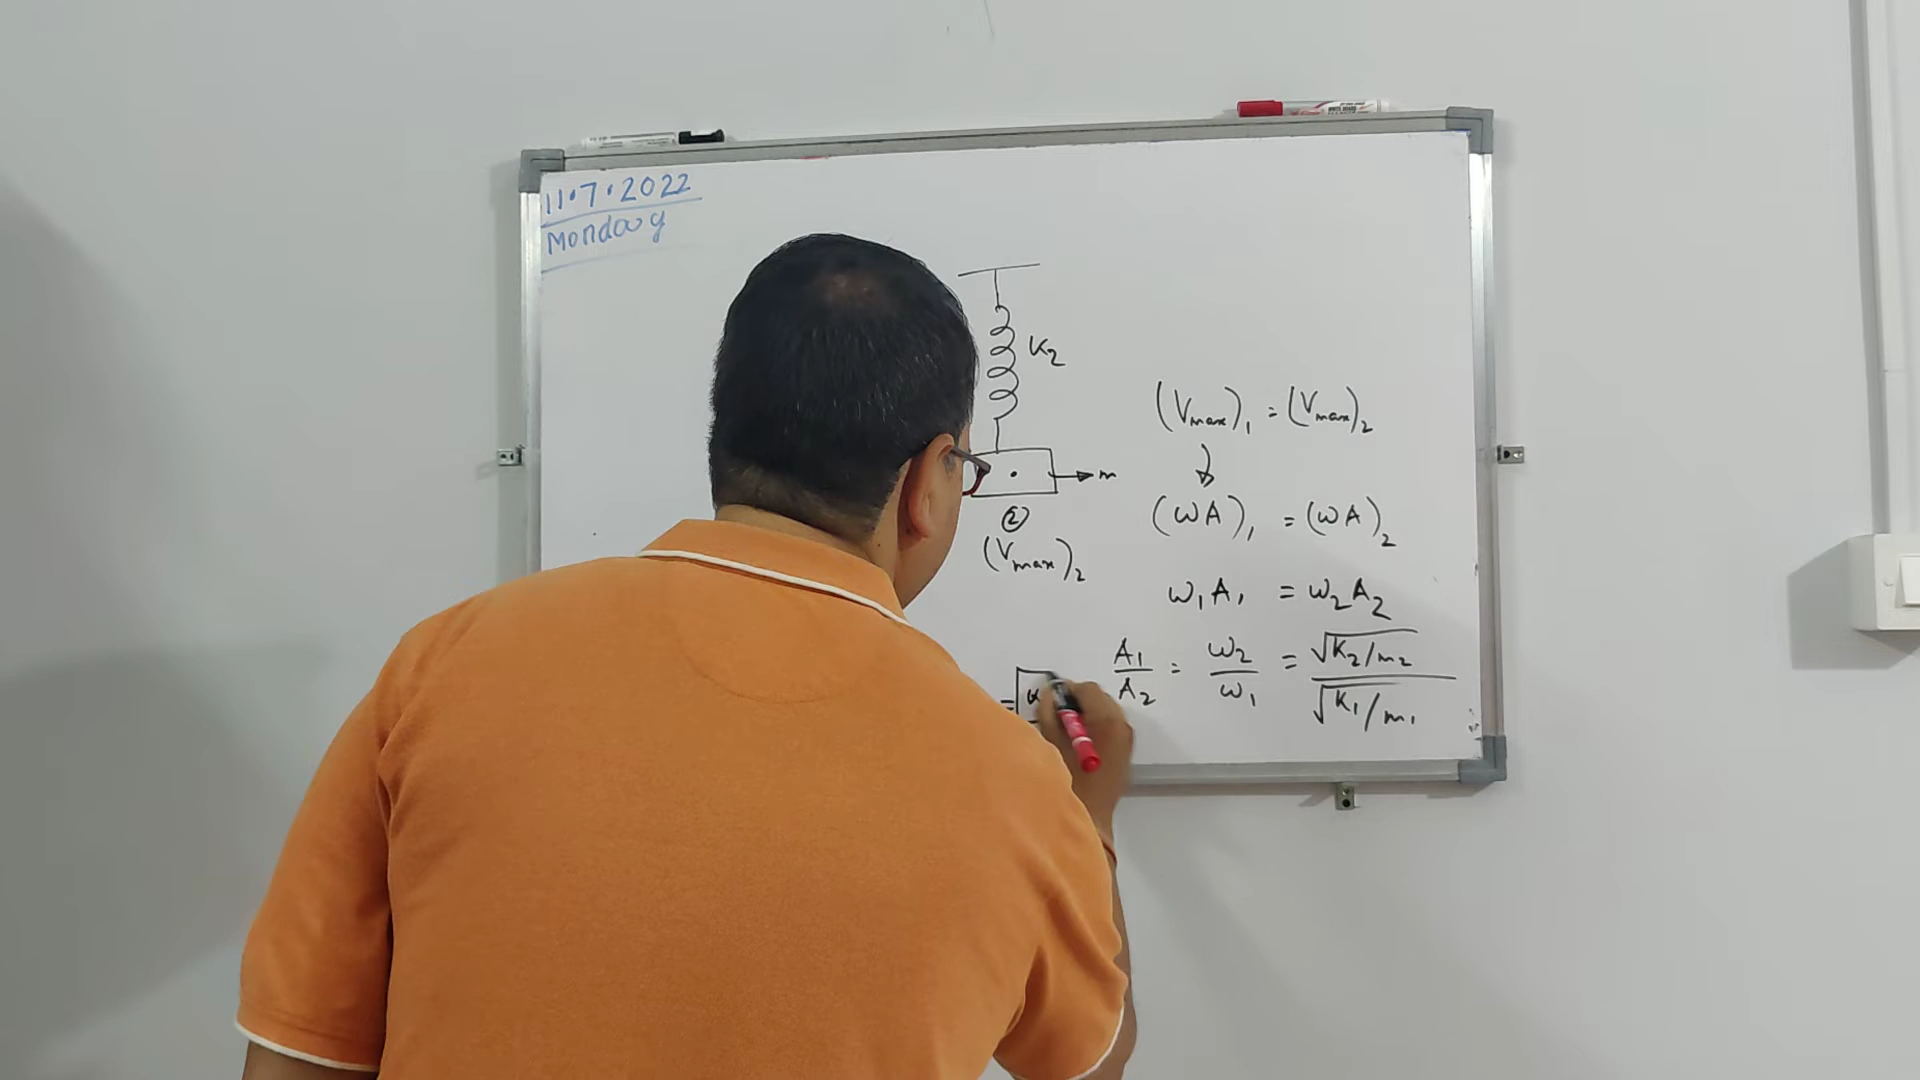 11.7.2022
Monday
K₂
m
②
(Vmax)₂
(Vmax)₁ = (Vmax)₂
(ωA)₁ = (ωA)₂
ω₁A₁ = ω₂A₂
A₁/A₂ = ω₂/ω₁ = √K₂/m₂ / √K₁/m₁
=